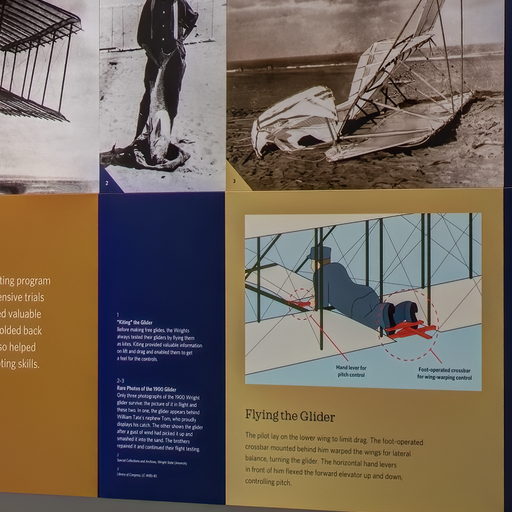 2
3
ting program
ensive trials
ed valuable
olded back
so helped
ting skills.
1
"Kiting" the Glider
Before making free glides, the Wrights
always tested their gliders by flying them
as kites. Kiting provided valuable information
on lift and drag and enabled them to get
a feel for the controls.
2–3
Rare Photos of the 1900 Glider
Only three photographs of the 1900 Wright
glider survive: the picture of it in flight and
these two. In one, the glider appears behind
William Tate's nephew Tom, who proudly
displays his catch. The other shows the glider
after a gust of wind had picked it up and
smashed it into the sand. The brothers
repaired it and continued their flight testing.
2
Special Collections and Archives, Wright State University
3
Library of Congress,
Hand lever for
pitch control
Foot-operated crossbar
for wing-warping control
Flying the Glider
The pilot lay on the lower wing to limit drag. The foot-operated
crossbar mounted behind him warped the wings for lateral
balance, turning the glider. The horizontal hand levers
in front of him flexed the forward elevator up and down,
controlling pitch.